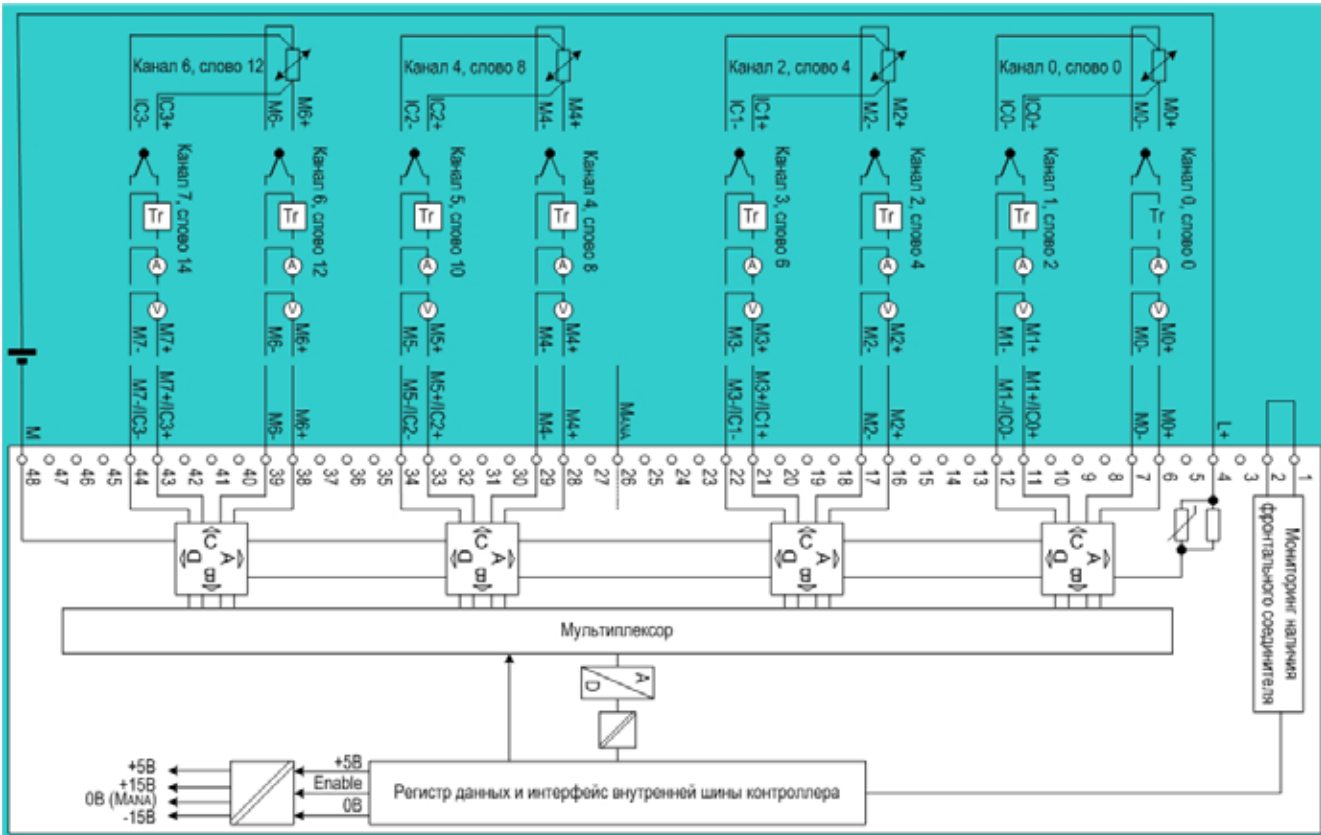 Канал 6, слово 12
Канал 4, слово 8
Канал 2, слово 4
Канал 0, слово 0
IC3-
IC3+
M6-
M6+
IC2-
IC2+
M4-
M4+
IC1-
IC1+
M2-
M2+
IC0-
IC0+
M0-
M0+
Канал 7, слово 14
Канал 6, слово 12
Канал 5, слово 10
Канал 4, слово 8
Канал 3, слово 6
Канал 2, слово 4
Канал 1, слово 2
Канал 0, слово 0
Tr
Tr
Tr
Tr
Tr
Tr
Tr
Tr
A
A
A
A
A
A
A
A
V
V
V
V
V
V
V
V
M7-
M7+
M6-
M6+
M5-
M5+
M4-
M4+
M3-
M3+
M2-
M2+
M1-
M1+
M0-
M0+
M
M7-/IC3-
M7+/IC3+
M6-
M6+
M5-/IC2-
M5+/IC2+
M4-
M4+
MANA
M3-/IC1-
M3+/IC1+
M2-
M2+
M1-/IC0-
M1+/IC0+
M0-
M0+
L+
48
47
46
45
44
43
42
41
40
39
38
37
36
35
34
33
32
31
30
29
28
27
26
25
24
23
22
21
20
19
18
17
16
15
14
13
12
11
10
9
8
7
6
5
4
3
2
1
A
B
C
D
A
B
C
D
A
B
C
D
A
B
C
D
Мониторинг наличия
фронтального соединителя
Мультиплексор
A
D
+5В
+15В
0В (MANA)
-15В
+5В
Enable
0В
Регистр данных и интерфейс внутренней шины контроллера